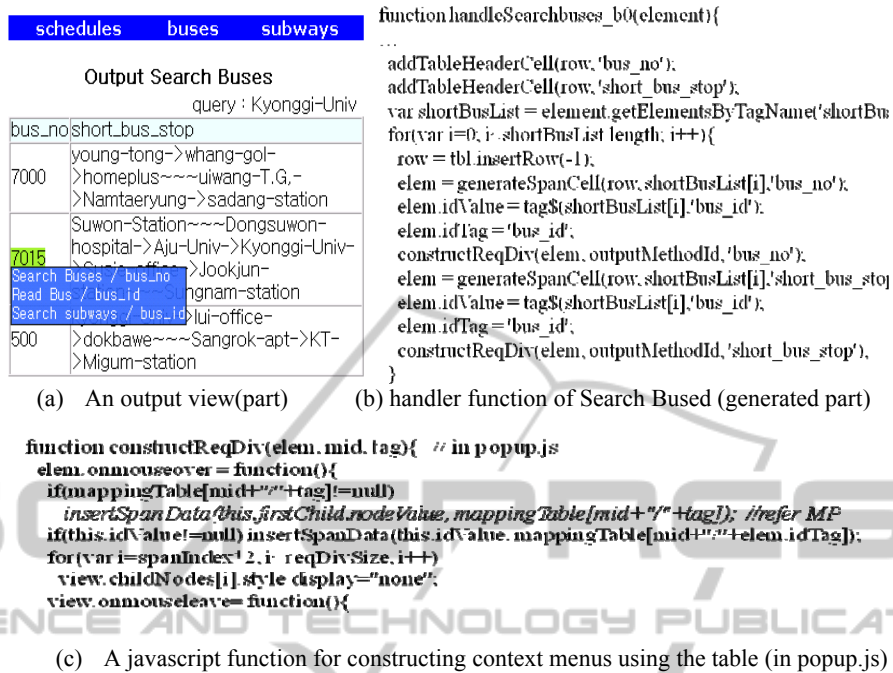 schedules buses subways
Output Search Buses
query : Kyonggi-Univ
bus_no short_bus_stop
7000
young-tong->whang-gol-
>homeplus~~~uiwang-T.G,-
>Namtaeryung->sadang-station
7015
Suwon-Station~~~Dongsuwon-
hospital->Aju-Univ->Kyonggi-Univ-
->Jookjun-
ngnam-station
Search Buses / bus_no
Read Bus / bus_id
Search subways / bus_id
500
>lui-office-
>dokbawe~~~Sangrok-apt->KT-
>Migum-station
(a) An output view(part)
function handleSearchbuses_b0(element){
...
addTableHeaderCell(row,'bus_no');
addTableHeaderCell(row,'short_bus_stop');
var shortBusList = element.getElementsByTagName('shortBus
for(var i=0; i< shortBusList length; i++){
row = tbl.insertRow(-1);
elem = generateSpanCell(row,shortBusList[i],'bus_no');
elem.idValue = tag$(shortBusList[i],'bus_id');
elem.idTag = 'bus_id';
constructReqDiv(elem, outputMethodId,'bus_no');
elem = generateSpanCell(row,shortBusList[i],'short_bus_stop
elem.idValue = tag$(shortBusList[i],'bus_id');
elem.idTag = 'bus_id';
constructReqDiv(elem, outputMethodId,'short_bus_stop'),
}
(b) handler function of Search Bused (generated part)
function constructReqDiv(elem, mid, tag){ // in popup.js
elem.onmouseover = function(){
if(mappingTable[mid+"/"+tag]!=null)
insertSpanData(this.firstChild.nodeValue, mappingTable[mid+"/"+tag]); //refer MP
if(this.idValue!=null) insertSpanData(this.idValue, mappingTable[mid+"/"+elem.idTag]);
for(var i=spanIndex*2,i< reqDivSize,i++)
view.childNodes[i].style display="none";
view.onmouseleave= function(){
(c) A javascript function for constructing context menus using the table (in popup.js)